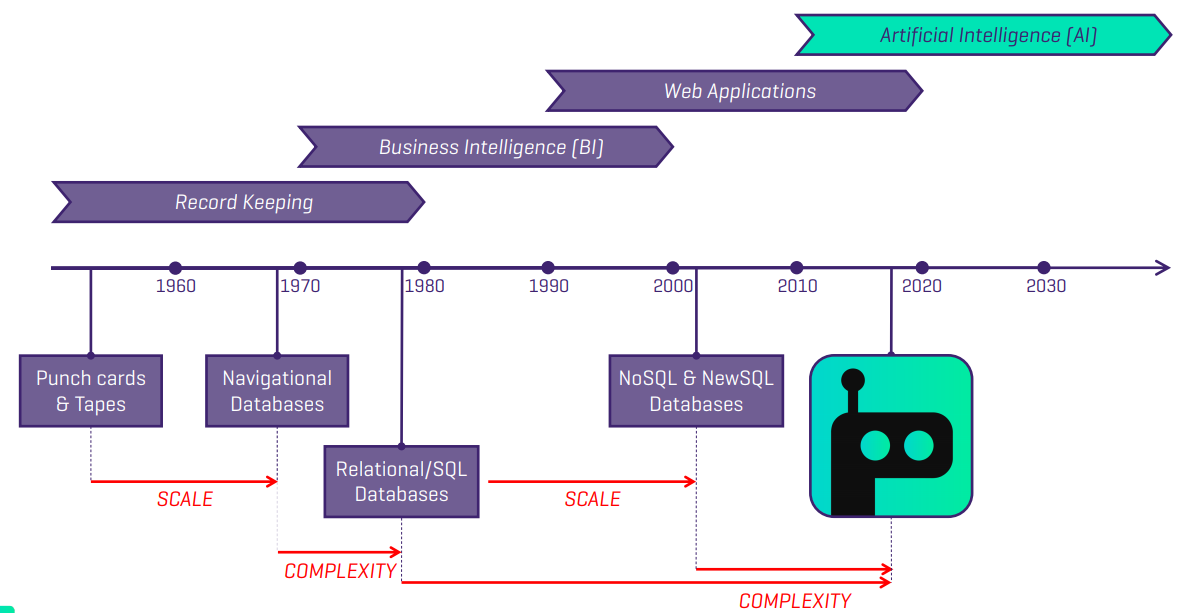 Artificial Intelligence (AI)
Web Applications
Business Intelligence (BI)
Record Keeping
1960
1970
1980
1990
2000
2010
2020
2030
Punch cards
& Tapes
Navigational
Databases
NoSQL & NewSQL
Databases
Relational/SQL
Databases
SCALE
SCALE
COMPLEXITY
COMPLEXITY